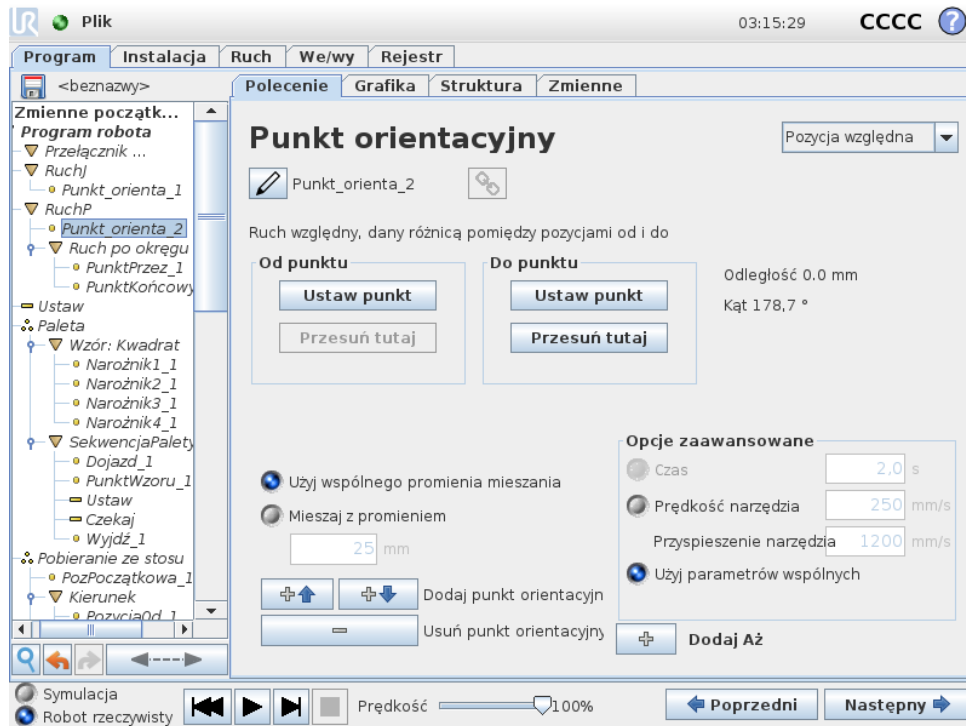 UR Plik 03:15:29 CCCC ?
Program Instalacja Ruch We/wy Rejestr
<beznazwy>
Polecenie Grafika Struktura Zmienne
Zmienne początk...
Program robota
Przełącznik ...
RuchJ
Punkt_orienta_1
RuchP
Punkt_orienta_2
Ruch po okręgu
PunktPrzez_1
PunktKońcowy
Ustaw
Paleta
Wzór: Kwadrat
Narożnik1_1
Narożnik2_1
Narożnik3_1
Narożnik4_1
SekwencjaPalety
Dojazd_1
PunktWzoru_1
Ustaw
Czekaj
Wyjdź_1
Pobieranie ze stosu
PozPoczątkowa_1
Kierunek
PozycjaOd_1
Punkt orientacyjny
Pozycja względna
Punkt_orienta_2
Ruch względny, dany różnicą pomiędzy pozycjami od i do
Od punktu
Ustaw punkt
Przesuń tutaj
Do punktu
Ustaw punkt
Przesuń tutaj
Odległość 0.0 mm
Kąt 178,7 °
Użyj wspólnego promienia mieszania
Mieszaj z promieniem
25 mm
Dodaj punkt orientacyjn
Usuń punkt orientacyjny
Opcje zaawansowane
Czas 2,0 s
Prędkość narzędzia 250 mm/s
Przyspieszenie narzędzia 1200 mm/s
Użyj parametrów wspólnych
Dodaj Aż
Symulacja
Robot rzeczywisty
Prędkość 100%
Poprzedni
Następny